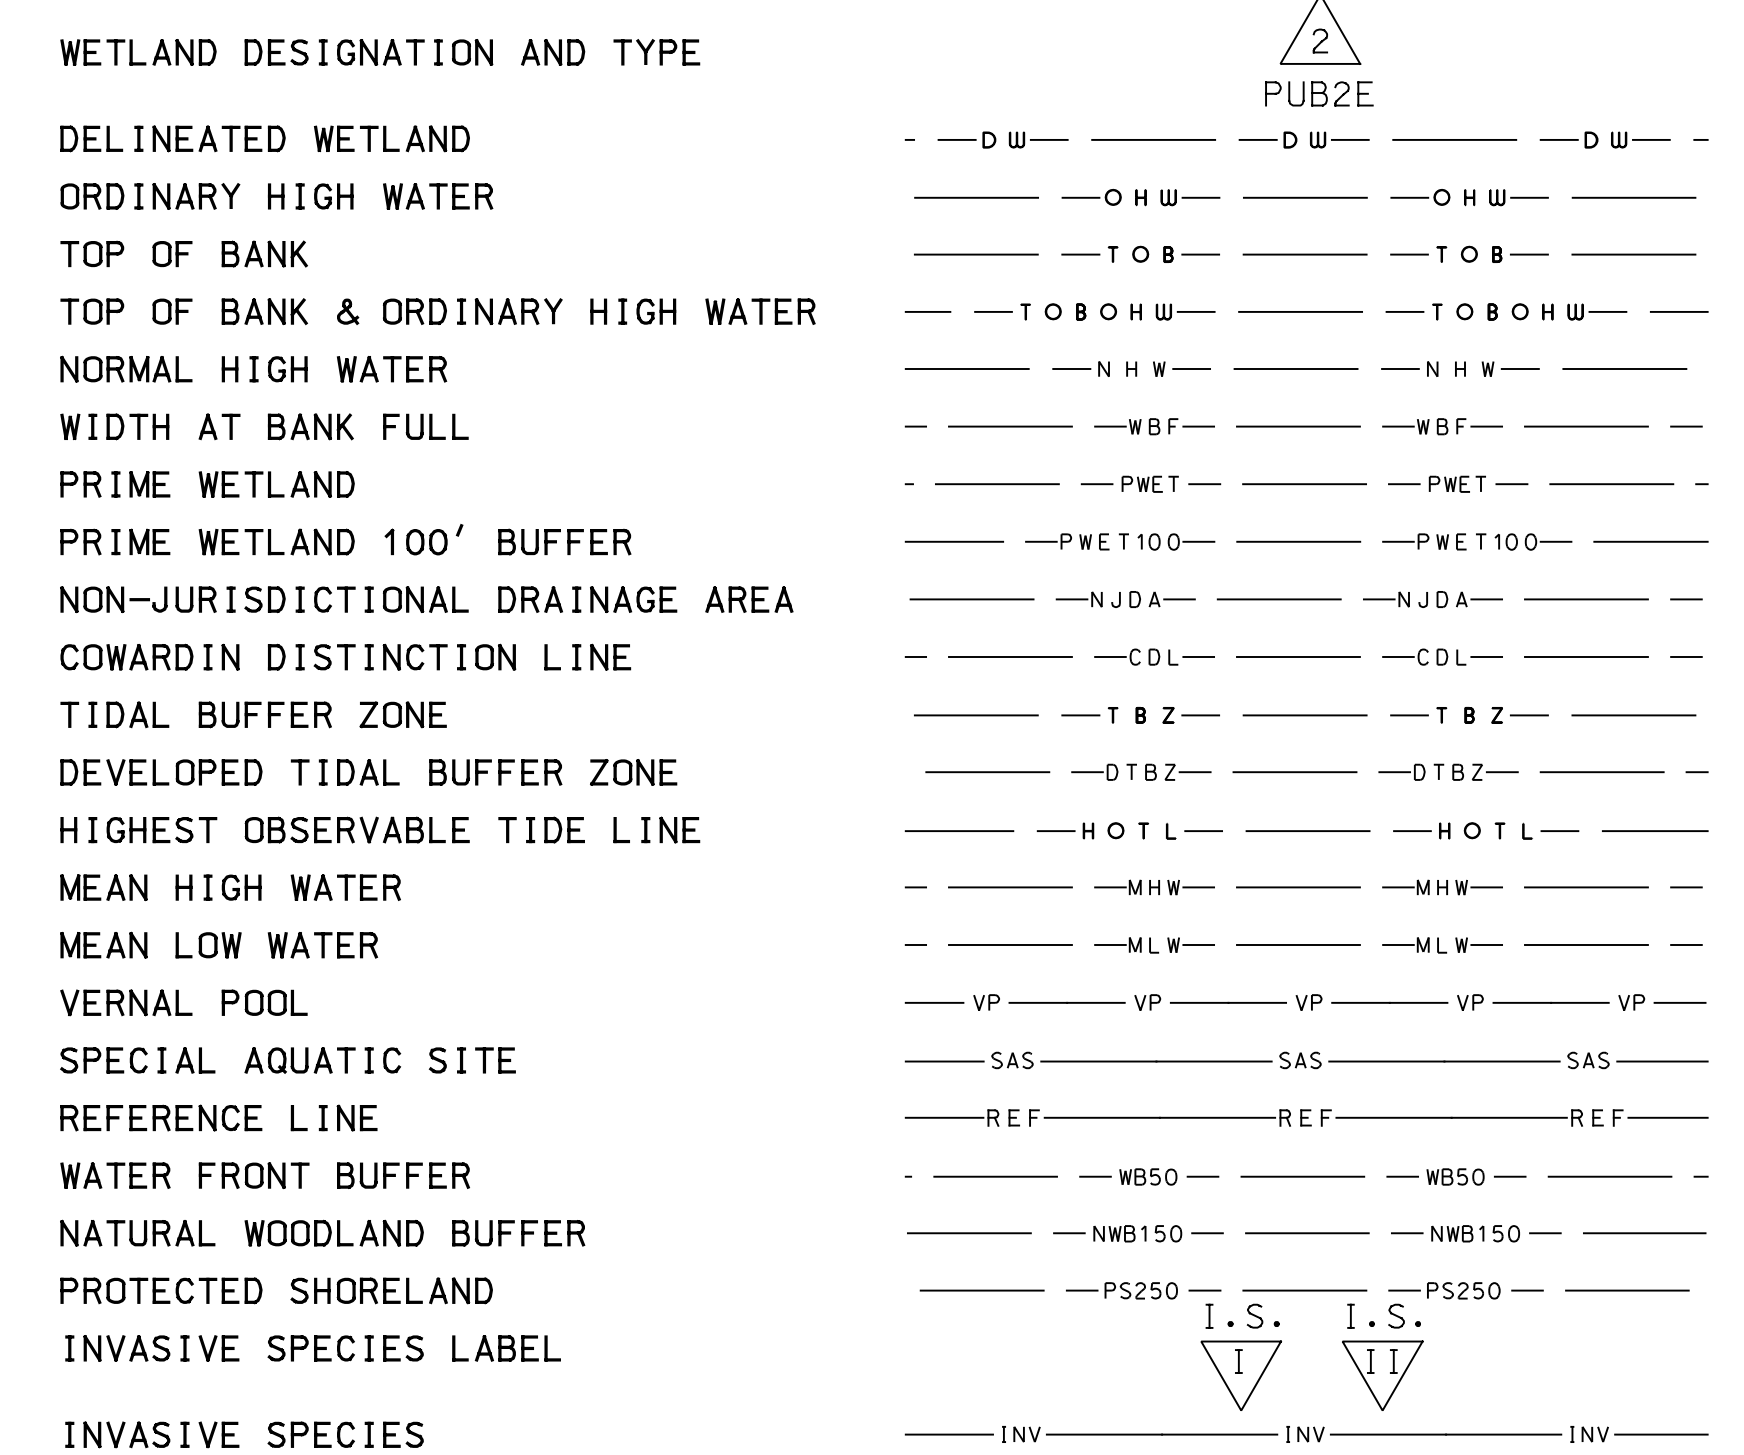 WETLAND DESIGNATION AND TYPE 2
PUB2E
DELINEATED WETLAND DW DW DW
ORDINARY HIGH WATER OHW OHW
TOP OF BANK TOB TOB
TOP OF BANK & ORDINARY HIGH WATER TOBOHW TOBOHW
NORMAL HIGH WATER NHW NHW
WIDTH AT BANK FULL WBF WBF
PRIME WETLAND PWET PWET
PRIME WETLAND 100' BUFFER PWET100 PWET100
NON-JURISDICTIONAL DRAINAGE AREA NJDA NJDA
COWARDIN DISTINCTION LINE CDL CDL
TIDAL BUFFER ZONE TBZ TBZ
DEVELOPED TIDAL BUFFER ZONE DTBZ DTBZ
HIGHEST OBSERVABLE TIDE LINE HOTL HOTL
MEAN HIGH WATER MHW MHW
MEAN LOW WATER MLW MLW
VERNAL POOL VP VP VP VP VP
SPECIAL AQUATIC SITE SAS SAS SAS
REFERENCE LINE REF REF REF
WATER FRONT BUFFER WB50 WB50
NATURAL WOODLAND BUFFER NWB150 NWB150
PROTECTED SHORELAND PS250 PS250
I.S. I.S.
INVASIVE SPECIES LABEL I II
INVASIVE SPECIES INV INV INV